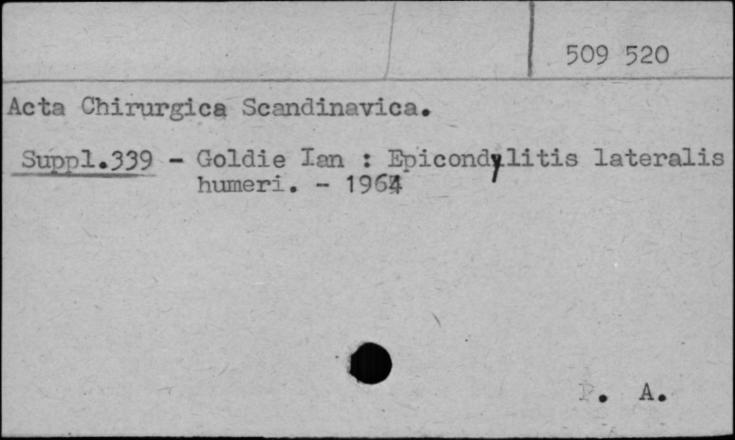 509 520
Acta Chirurgica Scandinavica.
Suppl.339 - Goldie Ian : Epicondylitis lateralis
humeri. - 1964
P. A.